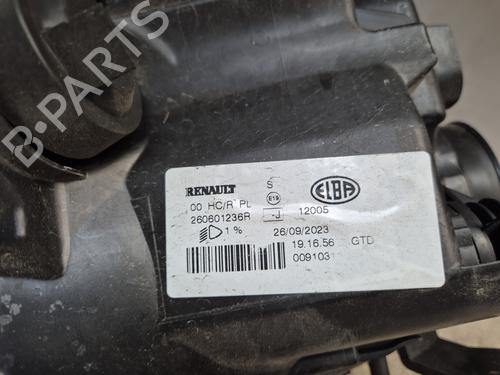 B-PARTS
RENAULT S ELBA
00 HC/R PL E19
260601236R -J 12005
1 % 26/09/2023
19.16.56 GTD
009103